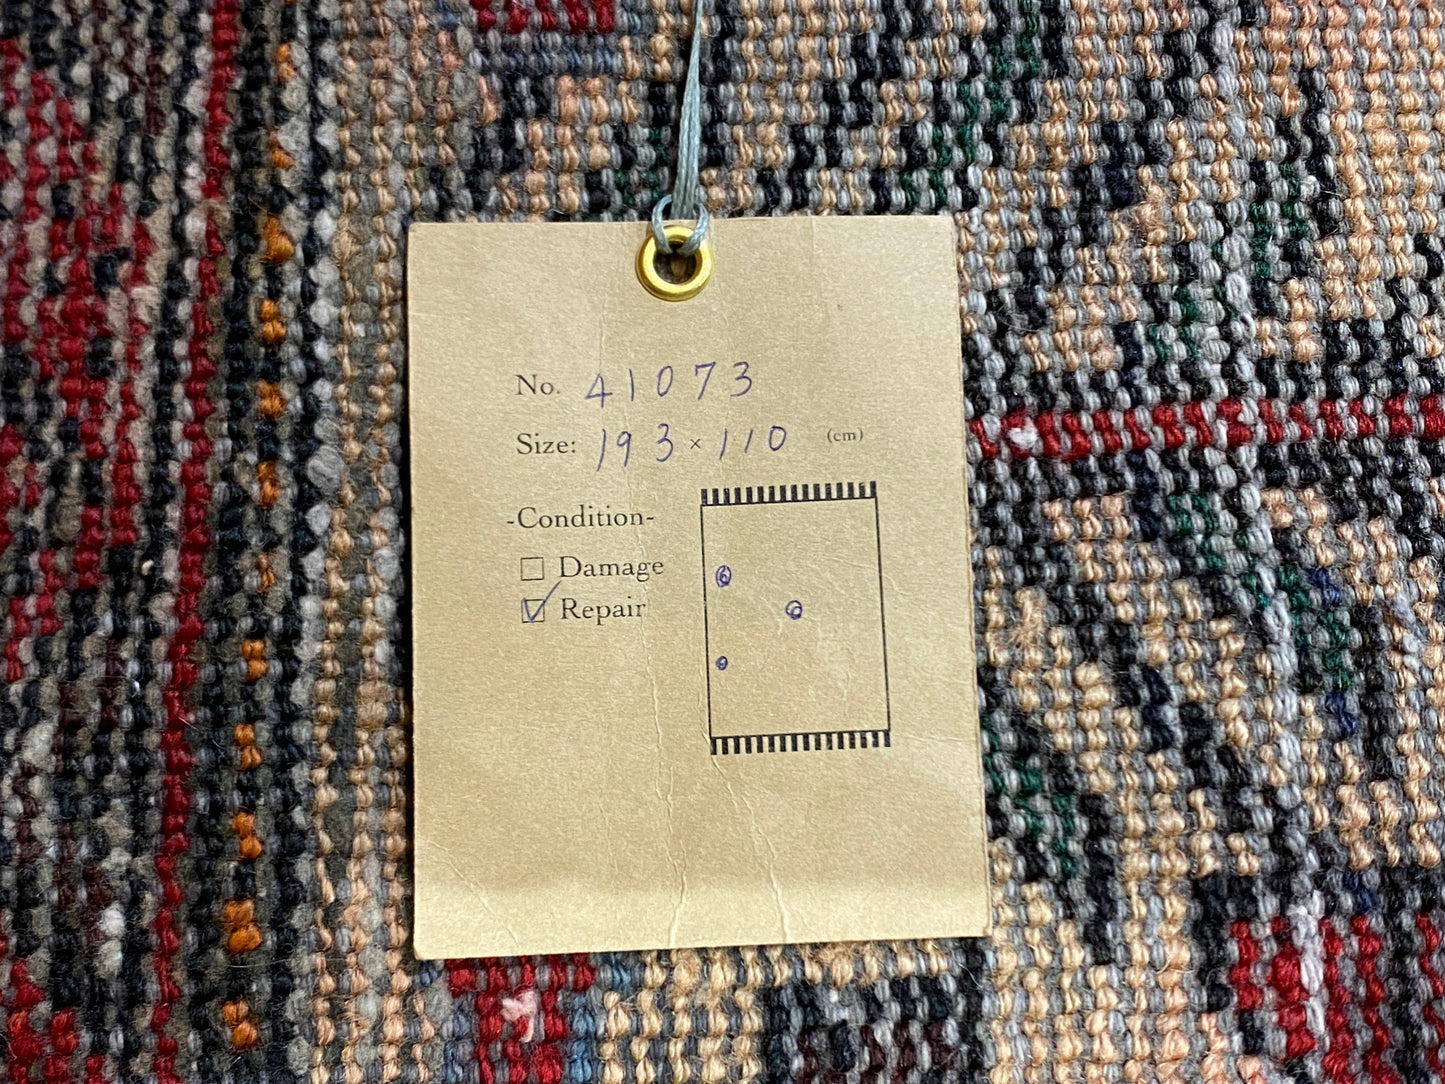 No. 41073
Size: 193 × 110 (cm)
-Condition-
Damage
Repair